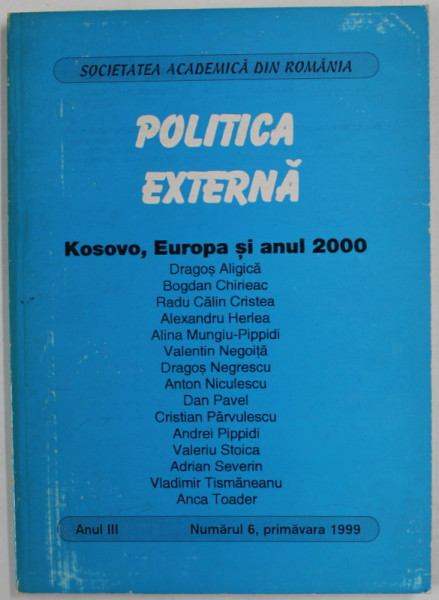 SOCIETATEA ACADEMICĂ DIN ROMÂNIA
POLITICA
EXTERNĂ
Kosovo, Europa și anul 2000
Dragoș Aligică
Bogdan Chirieac
Radu Călin Cristea
Alexandru Herlea
Alina Mungiu-Pippidi
Valentin Negoiță
Dragoș Negrescu
Anton Niculescu
Dan Pavel
Cristian Pârvulescu
Andrei Pippidi
Valeriu Stoica
Adrian Severin
Vladimir Tismăneanu
Anca Toader
Anul III Numărul 6, primăvara 1999